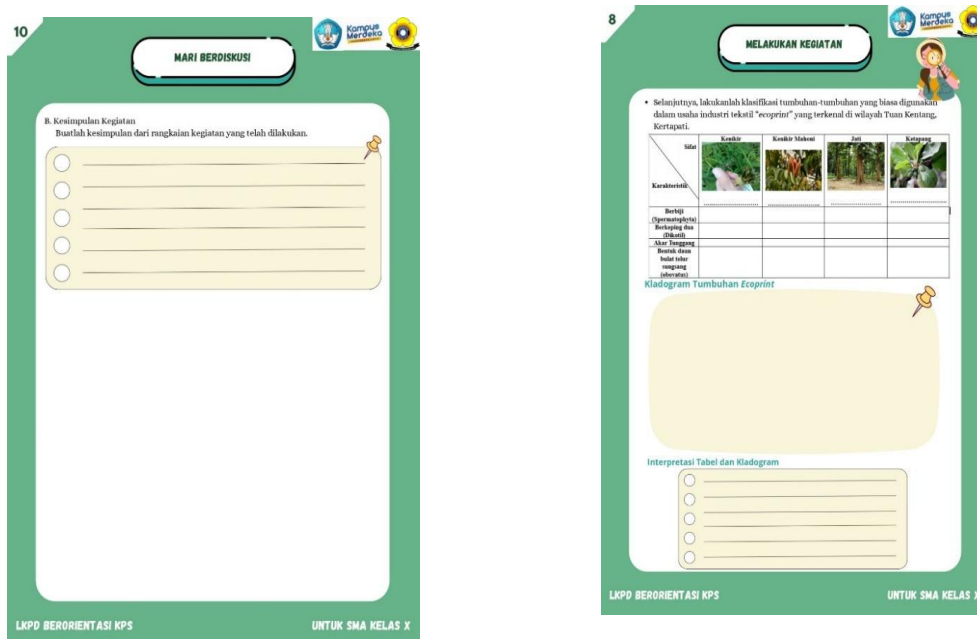 10
Kampus
Merdeka
MARI BERDISKUSI
B. Kesimpulan Kegiatan
Buatlah kesimpulan dari rangkaian kegiatan yang telah dilakukan.
LKPD BERORIENTASI KPS
UNTUK SMA KELAS X
8
Kampus
Merdeka
MELAKUKAN KEGIATAN
• Selanjutnya, lakukanlah klasifikasi tumbuhan-tumbuhan yang biasa digunakan
dalam usaha industri tekstil "ecoprint" yang terkenal di wilayah Tuan Kentang,
Kertapati.
Sifat
Karakteristik
Kenikir
Kenikir Mahoni
Jati
Ketapang
Berbiji
(Spermatophyta)
Berkeping dua
(Dikotil)
Akar Tunggang
Bentuk daun
bulat telur
sungsang
(obovatus)
Kladogram Tumbuhan Ecoprint
Interpretasi Tabel dan Kladogram
LKPD BERORIENTASI KPS
UNTUK SMA KELAS X